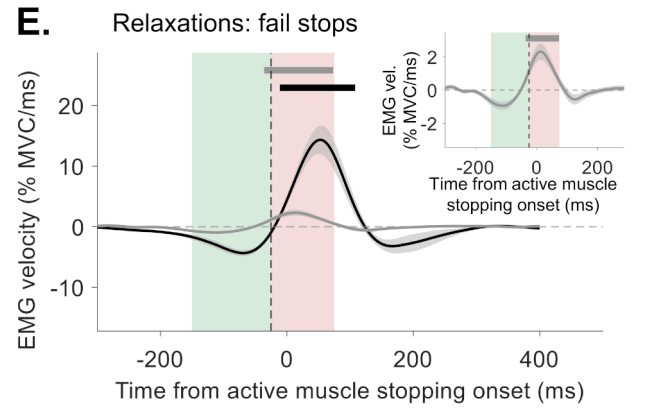 E.
Relaxations: fail stops
EMG velocity (% MVC/ms)
20
10
0
-10
-200
0
200
400
Time from active muscle stopping onset (ms)
EMG vel.
(% MVC/ms)
2
0
-2
-200
0
200
Time from active muscle
stopping onset (ms)